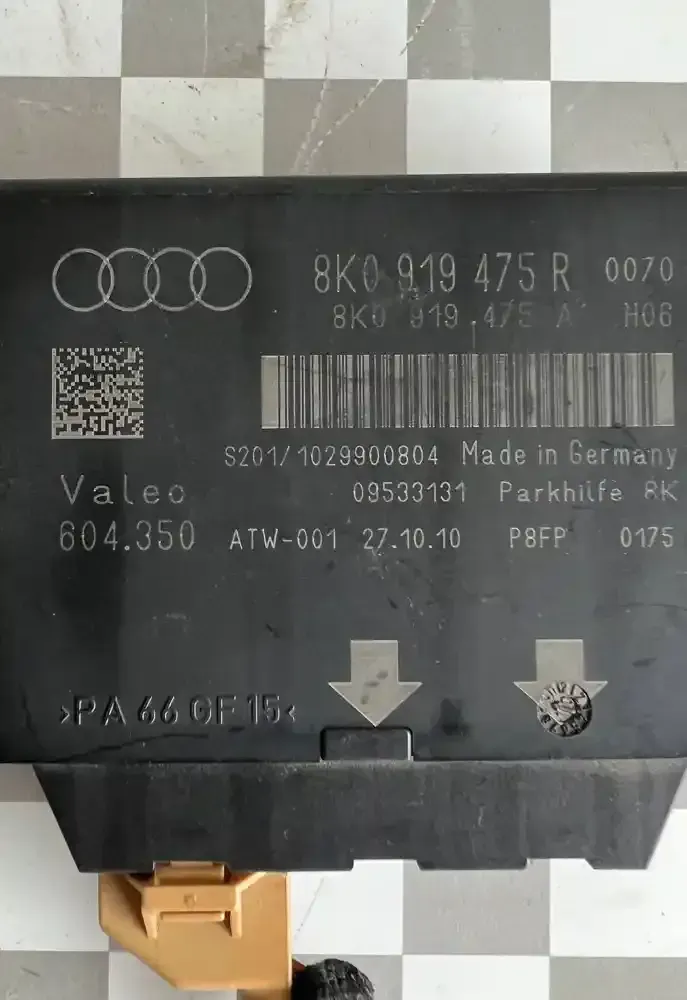 8K0 919 475 R 0070
8K0 919 475 A H06
S201/1029900804 Made in Germany
Valeo 09533131 Parkhilfe 8K
604.350 ATW-001 27.10.10 P8FP 0175
>PA 66 GF 15<